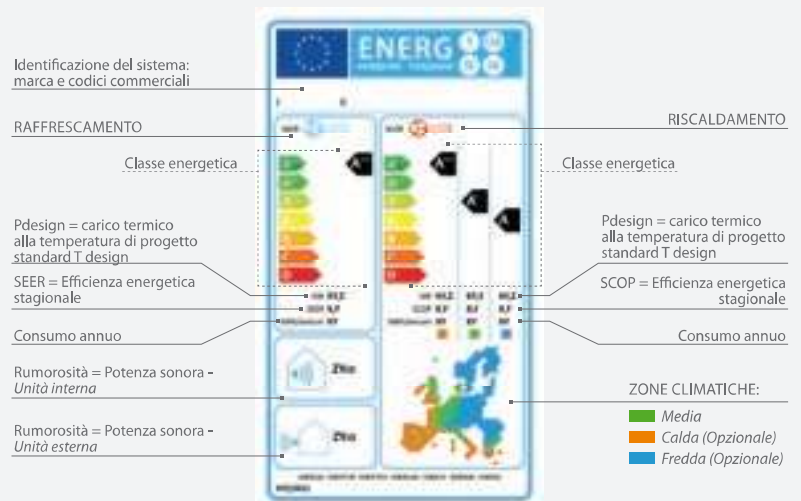 ENERG
Identificazione del sistema:
marca e codici commerciali
RAFFRESCAMENTO
RISCALDAMENTO
Classe energetica
Classe energetica
A
A
A
A
Pdesign = carico termico
alla temperatura di progetto
standard T design
Pdesign = carico termico
alla temperatura di progetto
standard T design
SEER = Efficienza energetica
stagionale
SCOP = Efficienza energetica
stagionale
Consumo annuo
Consumo annuo
Rumorosità = Potenza sonora -
Unità interna
Rumorosità = Potenza sonora -
Unità esterna
ZONE CLIMATICHE:
Media
Calda (Opzionale)
Fredda (Opzionale)